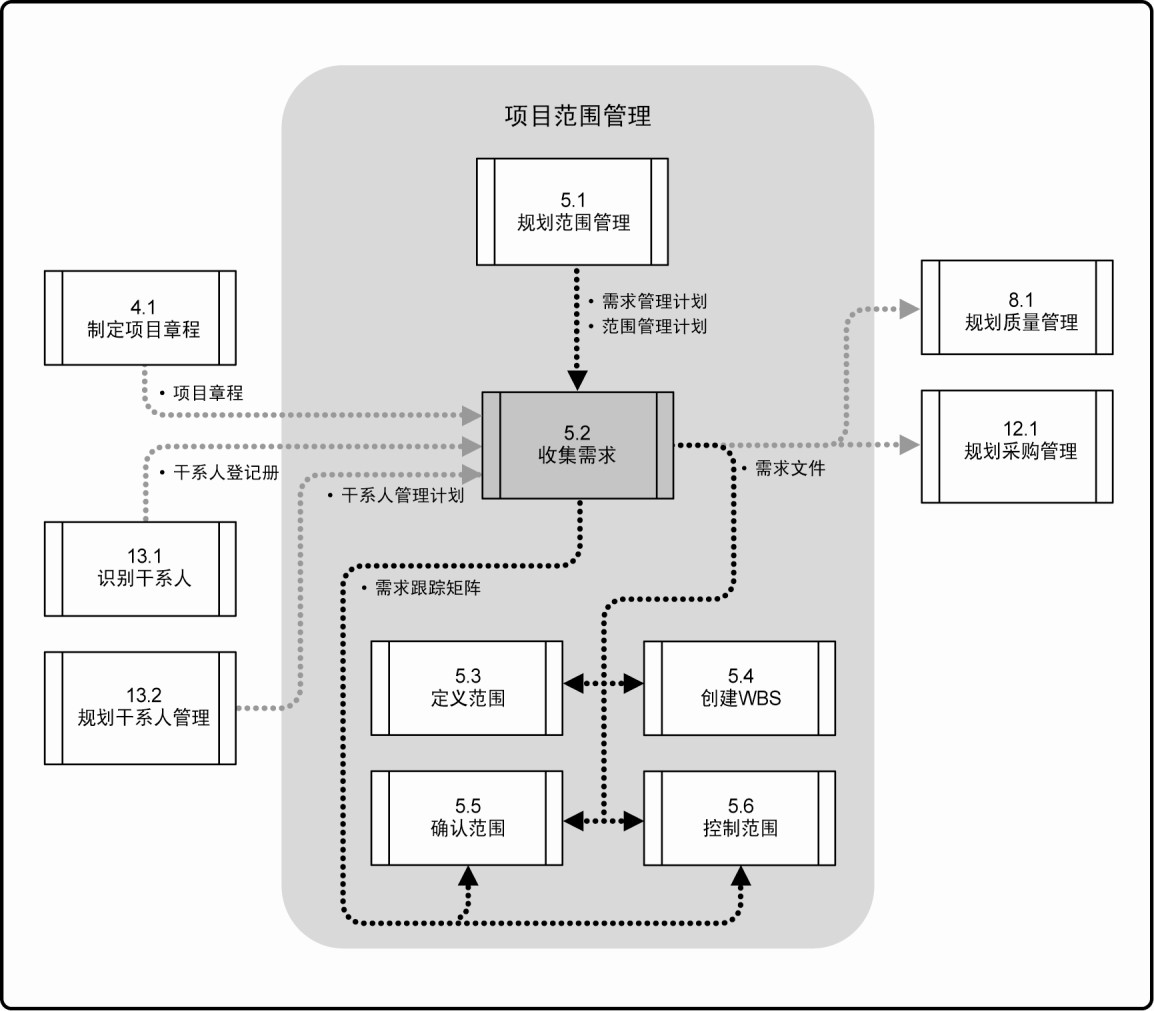 项目范围管理
5.1
规划范围管理
• 需求管理计划
• 范围管理计划
4.1
制定项目章程
• 项目章程
8.1
规划质量管理
12.1
规划采购管理
5.2
收集需求
• 需求文件
• 干系人登记册
• 干系人管理计划
13.1
识别干系人
• 需求跟踪矩阵
13.2
规划干系人管理
5.3
定义范围
5.4
创建WBS
5.5
确认范围
5.6
控制范围